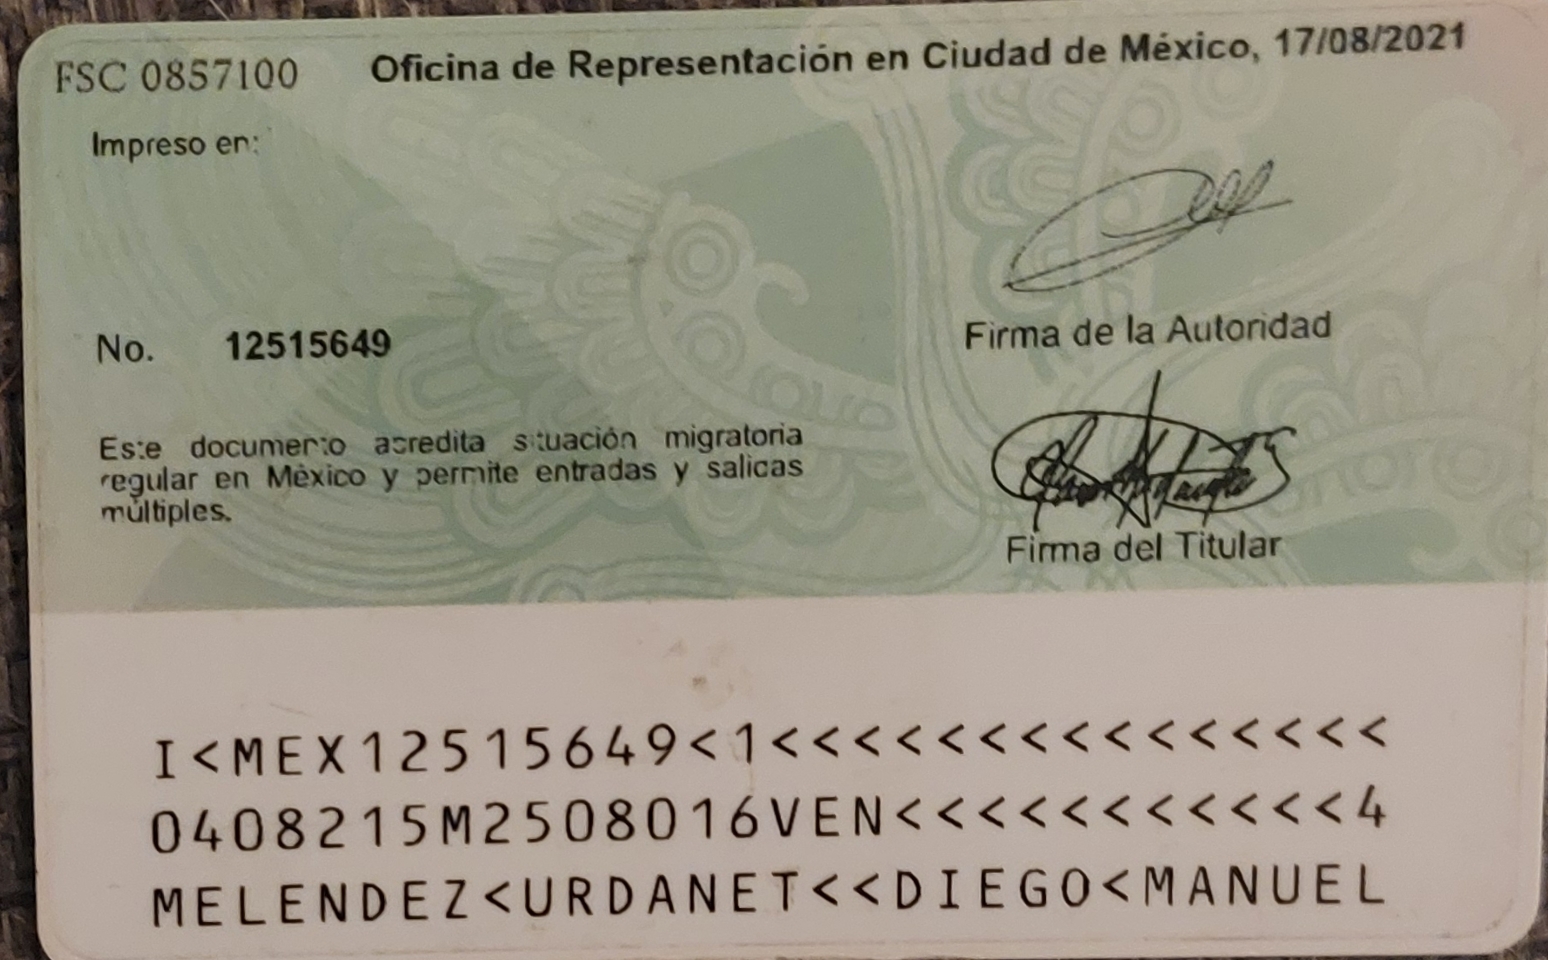 FSC 0857100 Oficina de Representación en Ciudad de México, 17/08/2021
Impreso en:
No. 12515649
Firma de la Autoridad
Este documento acredita situación migratoria
regular en México y permite entradas y salidas
múltiples.
Firma del Titular
I<MEX12515649<1<<<<<<<<<<<<<<<
0408215M2508016VEN<<<<<<<<<<<4
MELENDEZ<URDANET<<DIEGO<MANUEL